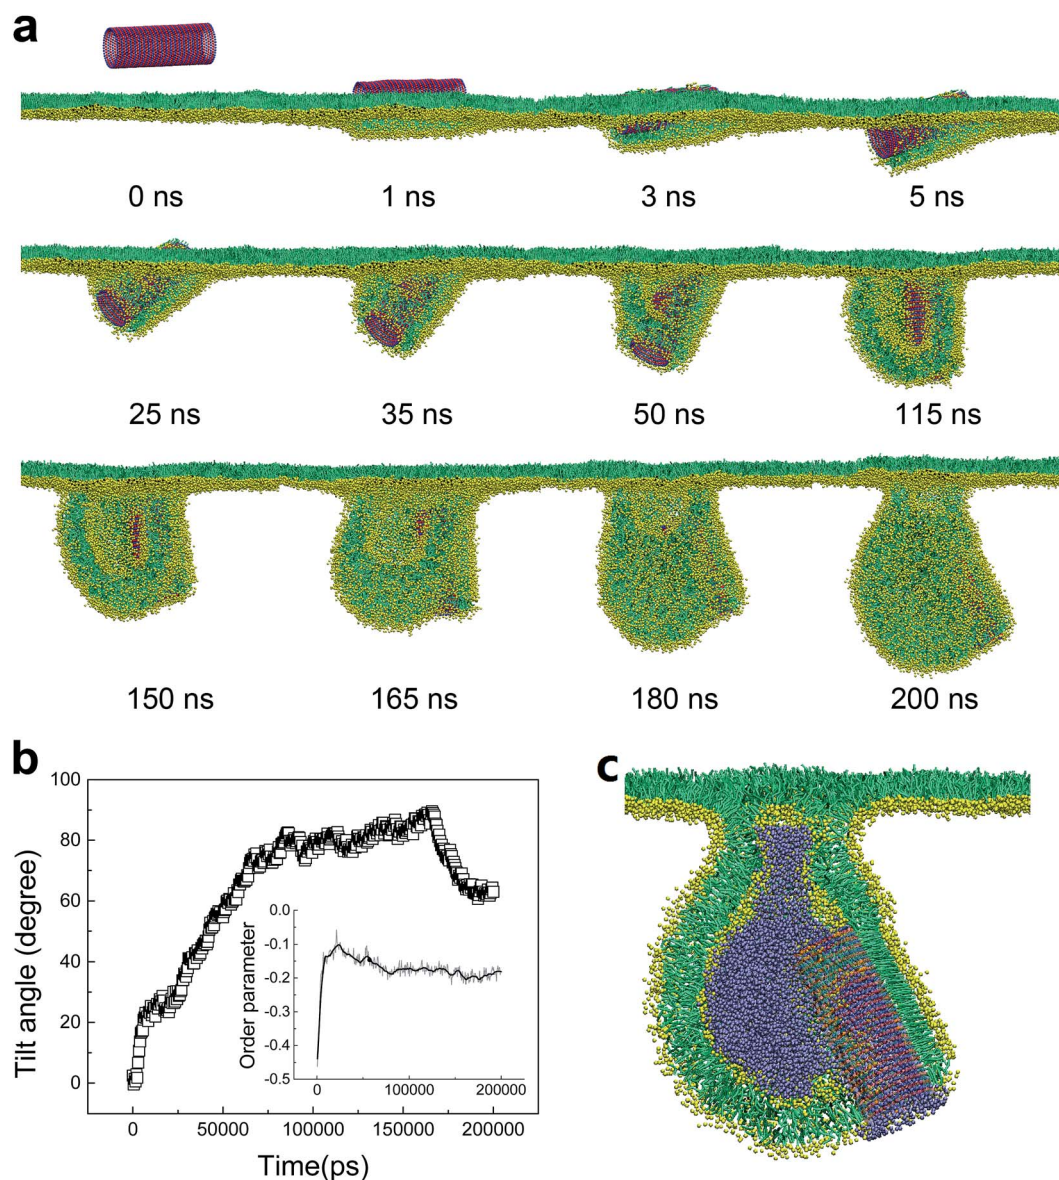 a
0 ns 1 ns 3 ns 5 ns
25 ns 35 ns 50 ns 115 ns
150 ns 165 ns 180 ns 200 ns
b
100
80
60
40
20
0
Tilt angle (degree)
0 50000 100000 150000 200000
Time(ps)
0.0
-0.1
-0.2
-0.3
-0.4
-0.5
Order parameter
0 100000 200000
c